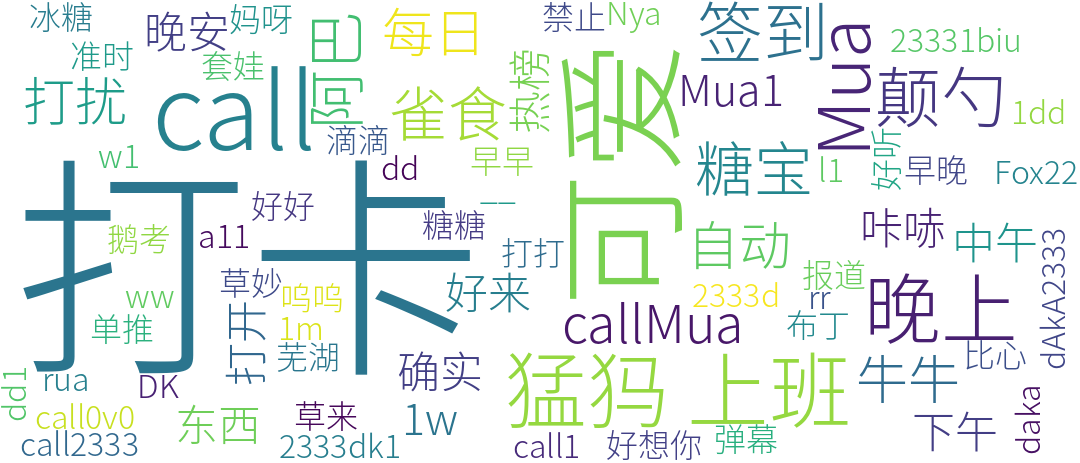 冰糖
晚安
妈呀
阿巴
每日
禁止
Nya
签到
Mua
23331biu
准时
套娃
打扰
call
雀食
热榜
可爱
Mua1
颠勺
1dd
滴滴
w1
dd
早早
糖宝
l1
好听
早晚
Fox22
打卡
好好
__
糖糖
鹅考
a11
打打
自动
咔哧
中午
dAkA2333
草妙
呜呜
好来
2333d
报道
rr
晚上
ww
单推
打开
1m
芜湖
callMua
布丁
比心
rua
DK
确实
猛犸
上班
牛牛
dd1
call0v0
东西
草来
1w
下午
daka
call2333
2333dk1
call1
好想你
弹幕